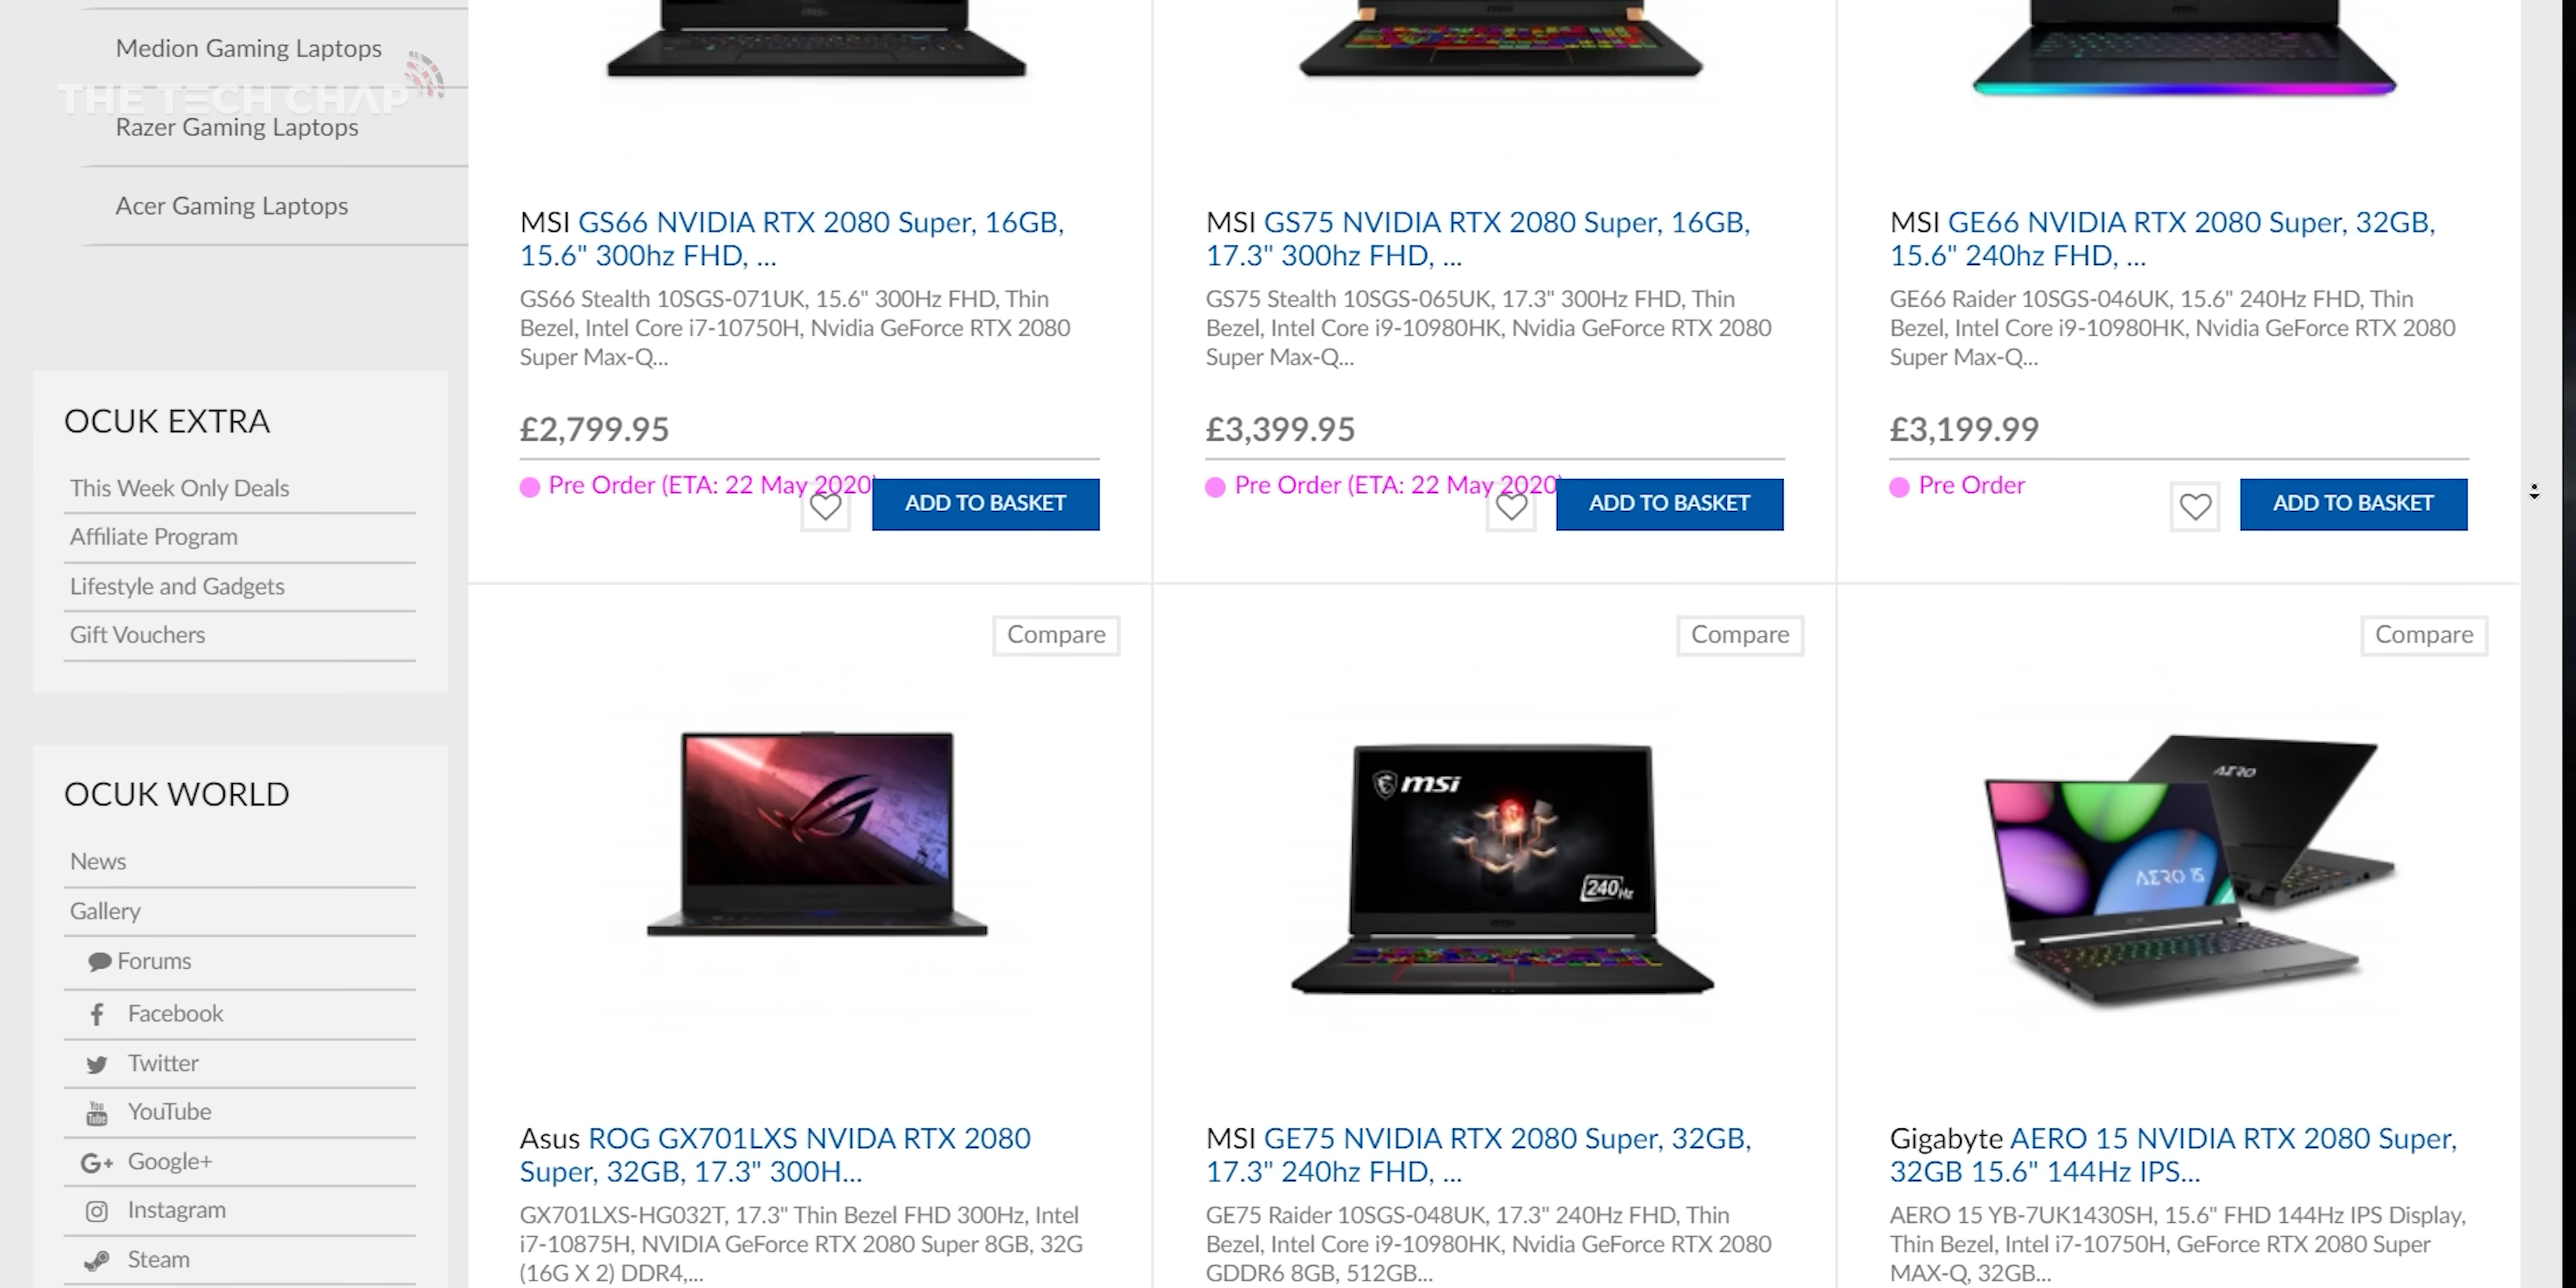 Medion Gaming Laptops
THE TECH CHAP
Razer Gaming Laptops
Acer Gaming Laptops
OCUK EXTRA
This Week Only Deals
Affiliate Program
Lifestyle and Gadgets
Gift Vouchers
OCUK WORLD
News
Gallery
Forums
Facebook
Twitter
YouTube
Google+
Instagram
Steam
MSI GS66 NVIDIA RTX 2080 Super, 16GB,
15.6" 300hz FHD, ...
GS66 Stealth 10SGS-071UK, 15.6" 300Hz FHD, Thin
Bezel, Intel Core i7-10750H, Nvidia GeForce RTX 2080
Super Max-Q...
£2,799.95
Pre Order (ETA: 22 May 2020)
ADD TO BASKET
MSI GS75 NVIDIA RTX 2080 Super, 16GB,
17.3" 300hz FHD, ...
GS75 Stealth 10SGS-065UK, 17.3" 300Hz FHD, Thin
Bezel, Intel Core i9-10980HK, Nvidia GeForce RTX 2080
Super Max-Q...
£3,399.95
Pre Order (ETA: 22 May 2020)
ADD TO BASKET
MSI GE66 NVIDIA RTX 2080 Super, 32GB,
15.6" 240hz FHD, ...
GE66 Raider 10SGS-046UK, 15.6" 240Hz FHD, Thin
Bezel, Intel Core i9-10980HK, Nvidia GeForce RTX 2080
Super Max-Q...
£3,199.99
Pre Order
ADD TO BASKET
Compare
Asus ROG GX701LXS NVIDA RTX 2080
Super, 32GB, 17.3" 300H...
GX701LXS-HG032T, 17.3" Thin Bezel FHD 300Hz, Intel
i7-10875H, NVIDIA GeForce RTX 2080 Super 8GB, 32G
(16G X 2) DDR4,...
Compare
msi
240Hz
MSI GE75 NVIDIA RTX 2080 Super, 32GB,
17.3" 240hz FHD, ...
GE75 Raider 10SGS-048UK, 17.3" 240Hz FHD, Thin
Bezel, Intel Core i9-10980HK, Nvidia GeForce RTX 2080
GDDR6 8GB, 512GB...
Compare
AERO
AERO 15
Gigabyte AERO 15 NVIDIA RTX 2080 Super,
32GB 15.6" 144Hz IPS...
AERO 15 YB-7UK1430SH, 15.6" FHD 144Hz IPS Display,
Thin Bezel, Intel i7-10750H, GeForce RTX 2080 Super
MAX-Q, 32GB...